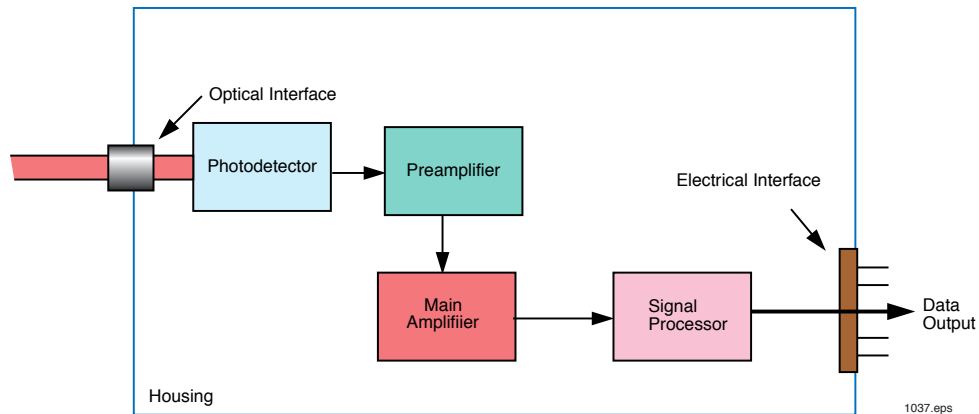 Optical Interface
Photodetector
Preamplifier
Electrical Interface
Main
Amplifiier
Signal
Processor
Data
Output
Housing
1037.eps